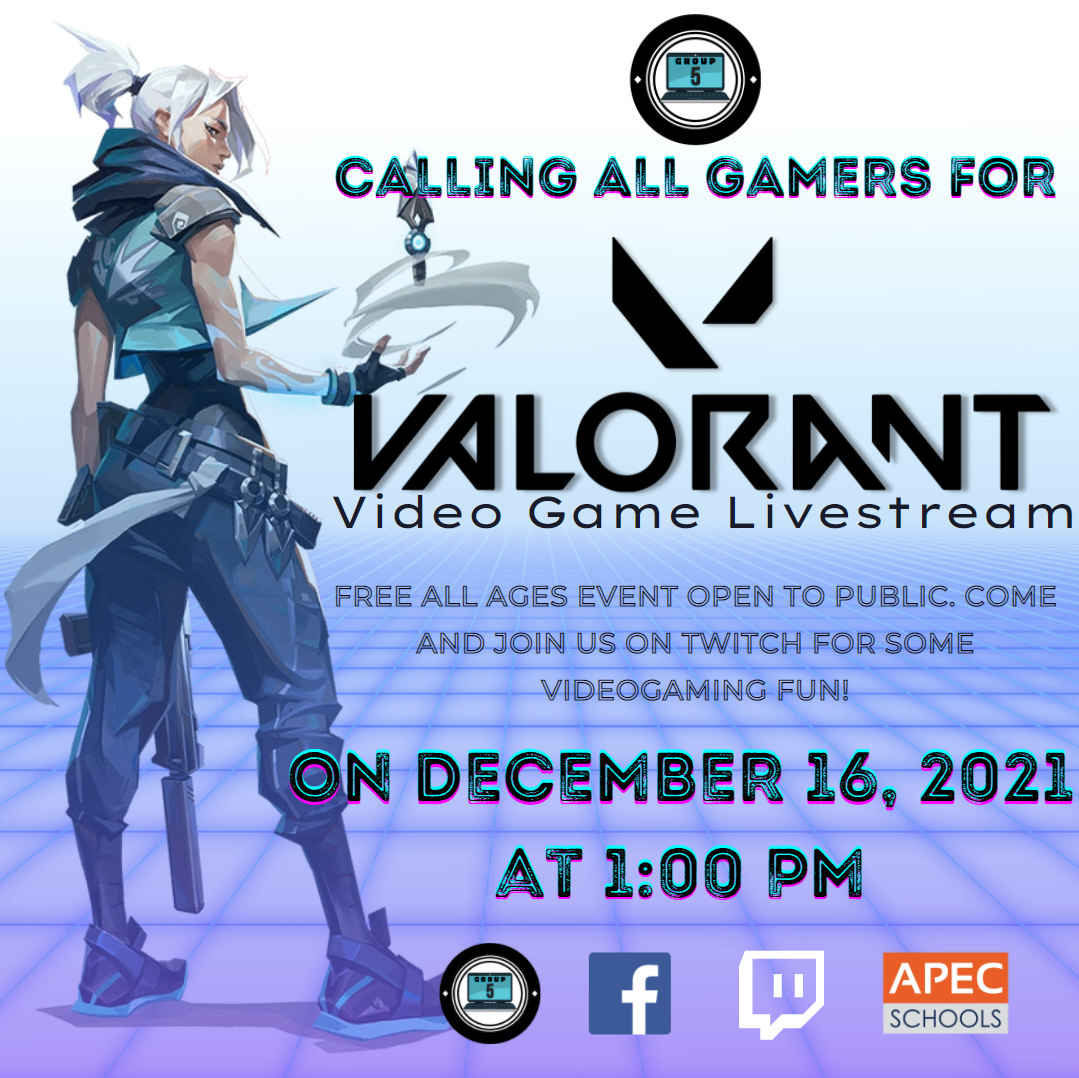 GROUP
5
CALLING ALL GAMERS FOR
VALORANT
Video Game Livestream
FREE ALL AGES EVENT OPEN TO PUBLIC. COME
AND JOIN US ON TWITCH FOR SOME
VIDEOGAMING FUN!
ON DECEMBER 16, 2021
AT 1:00 PM
GROUP
5
f
APEC
SCHOOLS